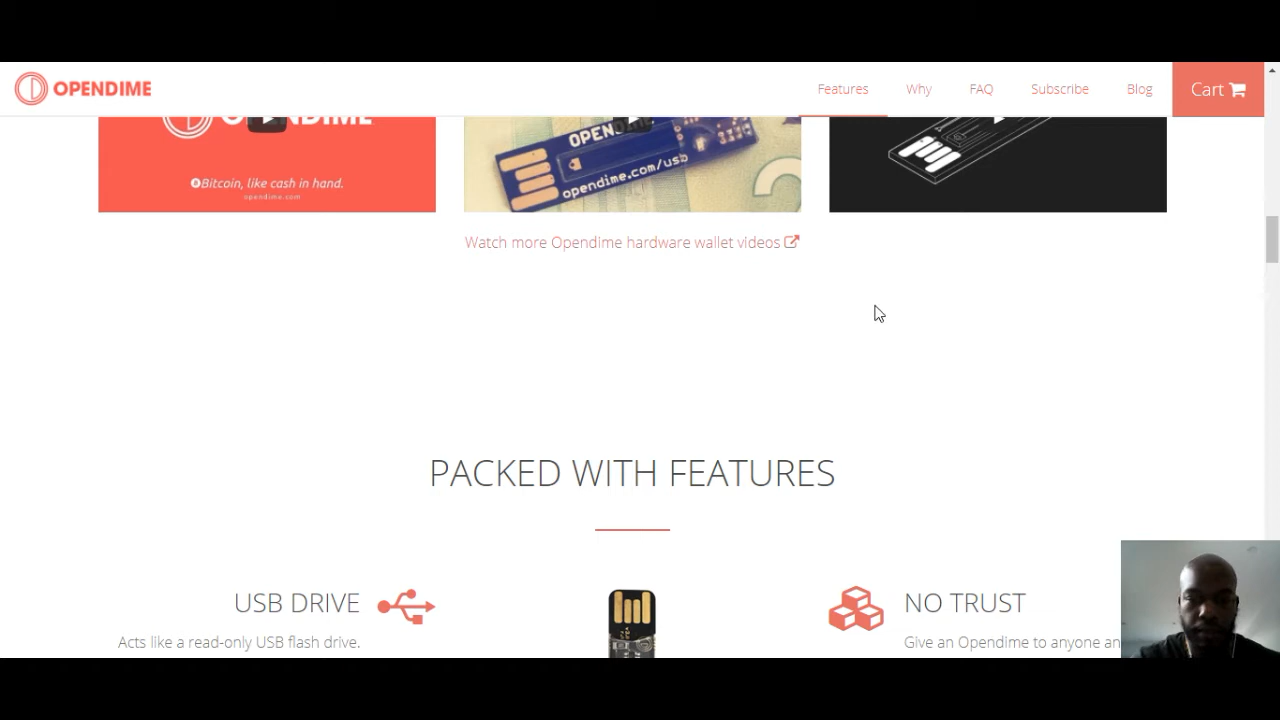 OPENDIME
Features
Why
FAQ
Subscribe
Blog
Cart
Bitcoin, like cash in hand.
opendime.com
OPEN
opendime.com/usb
Watch more Opendime hardware wallet videos
PACKED WITH FEATURES
USB DRIVE
Acts like a read-only USB flash drive.
NO TRUST
Give an Opendime to anyone an